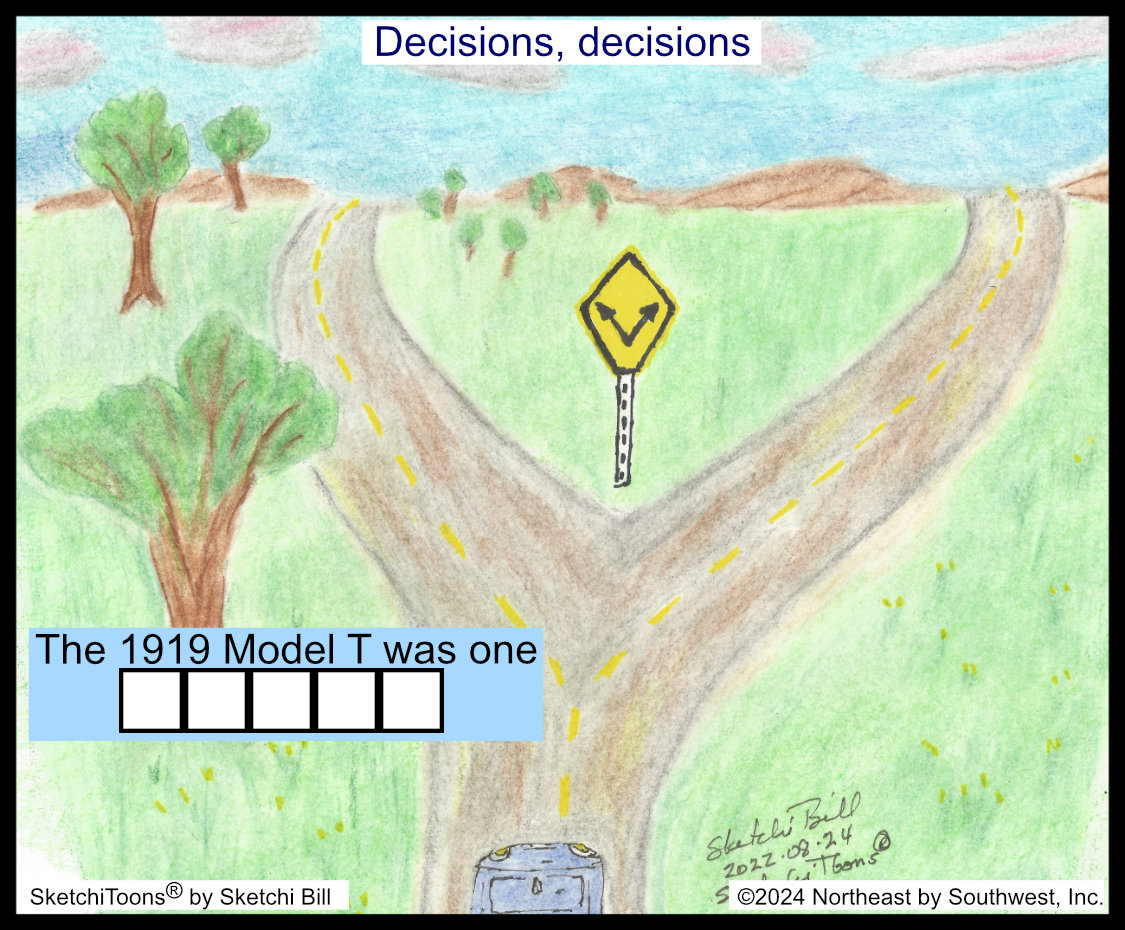 Decisions, decisions
The 1919 Model T was one
Sketchi Bill
2022.08.24
SketchiToons® by Sketchi Bill
©2024 Northeast by Southwest, Inc.